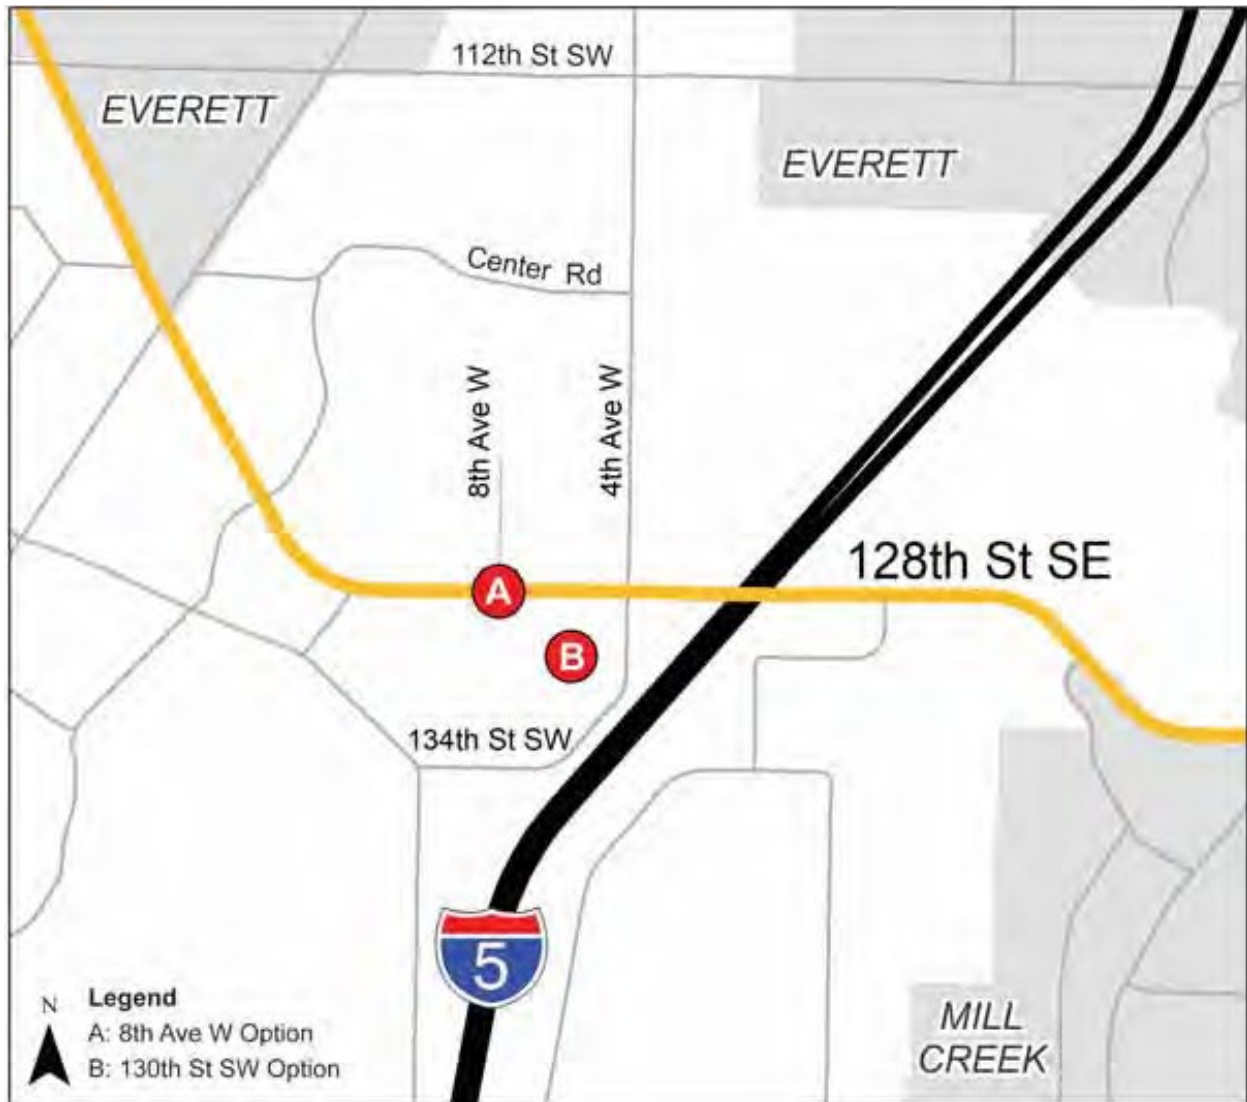 112th St SW
EVERETT
EVERETT
Center Rd
8th Ave W
4th Ave W
128th St SE
A
B
134th St SW
5
N
Legend
A: 8th Ave W Option
B: 130th St SW Option
MILL
CREEK